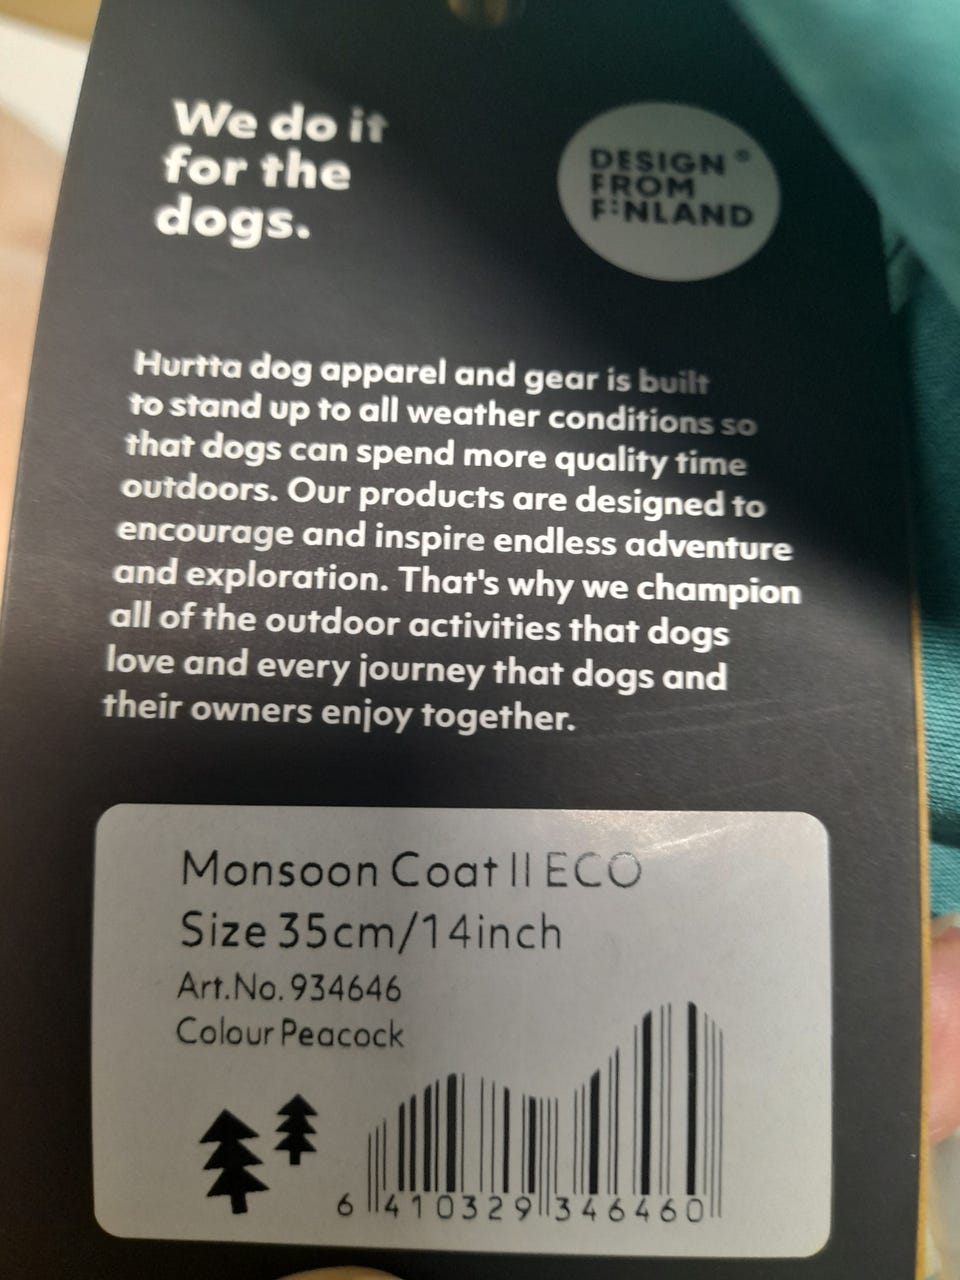 We do it
for the
dogs.
DESIGN ®
FROM
FINLAND
Hurtta dog apparel and gear is built
to stand up to all weather conditions so
that dogs can spend more quality time
outdoors. Our products are designed to
encourage and inspire endless adventure
and exploration. That's why we champion
all of the outdoor activities that dogs
love and every journey that dogs and
their owners enjoy together.
Monsoon Coat II ECO
Size 35cm/14inch
Art.No. 934646
Colour Peacock
6 410329 346460